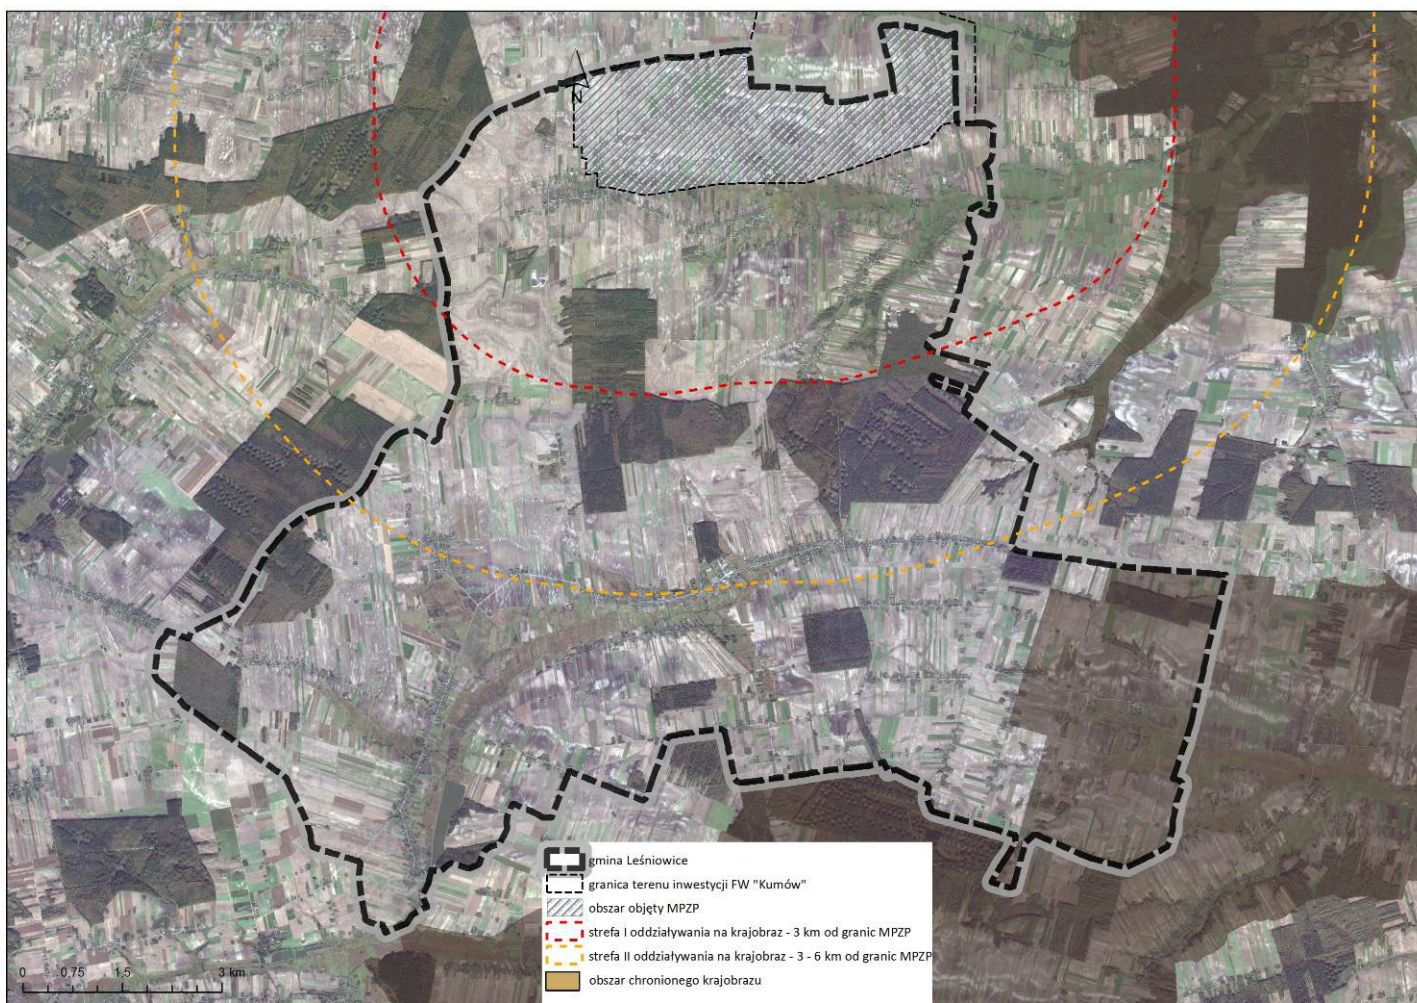 N
gmina Leśniowice
granica terenu inwestycji FW "Kumów"
obszar objęty MPZP
strefa I oddziaływania na krajobraz - 3 km od granic MPZP
strefa II oddziaływania na krajobraz - 3 - 6 km od granic MPZP
obszar chronionego krajobrazu
0 0,75 1,5 3 km